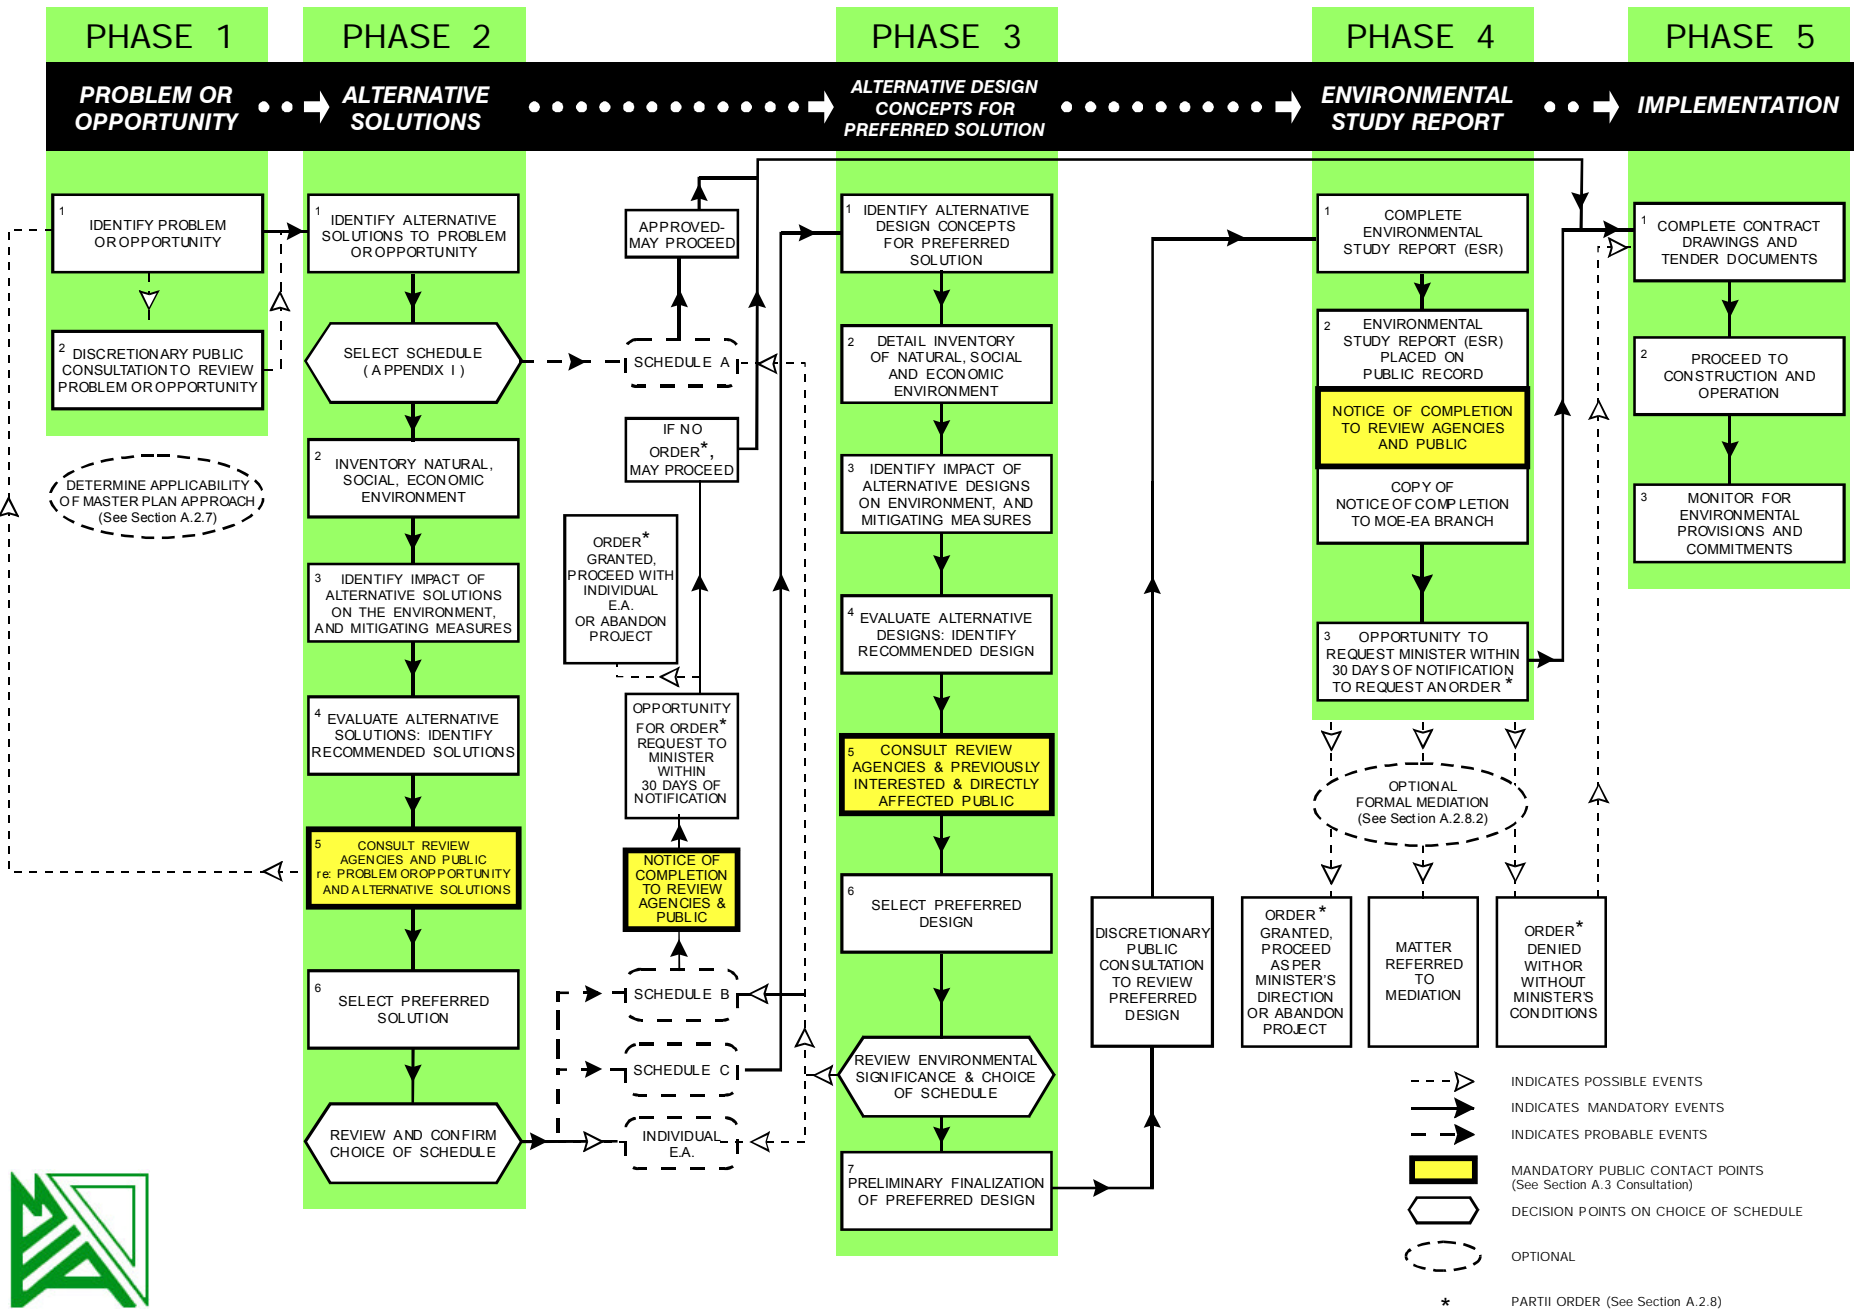 PHASE 1
PHASE 2
PHASE 3
PHASE 4
PHASE 5
PROBLEM OR
OPPORTUNITY
ALTERNATIVE
SOLUTIONS
ALTERNATIVE DESIGN
CONCEPTS FOR
PREFERRED SOLUTION
ENVIRONMENTAL
STUDY REPORT
IMPLEMENTATION
1
IDENTIFY PROBLEM
OR OPPORTUNITY
2
DISCRETIONARY PUBLIC
CONSULTATION TO REVIEW
PROBLEM OR OPPORTUNITY
DETERMINE APPLICABILITY
OF MASTER PLAN APPROACH
(See Section A.2.7)
1
IDENTIFY ALTERNATIVE
SOLUTIONS TO PROBLEM
OR OPPORTUNITY
SELECT SCHEDULE
(APPENDIX I)
2
INVENTORY NATURAL,
SOCIAL, ECONOMIC
ENVIRONMENT
3
IDENTIFY IMPACT OF
ALTERNATIVE SOLUTIONS
ON THE ENVIRONMENT,
AND MITIGATING MEASURES
4
EVALUATE ALTERNATIVE
SOLUTIONS: IDENTIFY
RECOMMENDED SOLUTIONS
5
CONSULT REVIEW
AGENCIES AND PUBLIC
re: PROBLEM OR OPPORTUNITY
AND ALTERNATIVE SOLUTIONS
6
SELECT PREFERRED
SOLUTION
REVIEW AND CONFIRM
CHOICE OF SCHEDULE
APPROVED-
MAY PROCEED
SCHEDULE A
IF NO
ORDER*,
MAY PROCEED
ORDER*
GRANTED,
PROCEED WITH
INDIVIDUAL
E.A.
OR ABANDON
PROJECT
OPPORTUNITY
FOR ORDER*
REQUEST TO
MINISTER
WITHIN
30 DAYS OF
NOTIFICATION
NOTICE OF
COMPLETION
TO REVIEW
AGENCIES &
PUBLIC
SCHEDULE B
SCHEDULE C
INDIVIDUAL
E.A.
1
IDENTIFY ALTERNATIVE
DESIGN CONCEPTS
FOR PREFERRED
SOLUTION
2
DETAIL INVENTORY
OF NATURAL, SOCIAL
AND ECONOMIC
ENVIRONMENT
3
IDENTIFY IMPACT OF
ALTERNATIVE DESIGNS
ON ENVIRONMENT, AND
MITIGATING MEASURES
4
EVALUATE ALTERNATIVE
DESIGNS: IDENTIFY
RECOMMENDED DESIGN
5
CONSULT REVIEW
AGENCIES & PREVIOUSLY
INTERESTED & DIRECTLY
AFFECTED PUBLIC
6
SELECT PREFERRED
DESIGN
REVIEW ENVIRONMENTAL
SIGNIFICANCE & CHOICE
OF SCHEDULE
7
PRELIMINARY FINALIZATION
OF PREFERRED DESIGN
DISCRETIONARY
PUBLIC
CONSULTATION
TO REVIEW
PREFERRED
DESIGN
1
COMPLETE
ENVIRONMENTAL
STUDY REPORT (ESR)
2
ENVIRONMENTAL
STUDY REPORT (ESR)
PLACED ON
PUBLIC RECORD
NOTICE OF COMPLETION
TO REVIEW AGENCIES
AND PUBLIC
COPY OF
NOTICE OF COMPLETION
TO MOE-EA BRANCH
3
OPPORTUNITY TO
REQUEST MINISTER WITHIN
30 DAYS OF NOTIFICATION
TO REQUEST AN ORDER *
OPTIONAL
FORMAL MEDIATION
(See Section A.2.8.2)
ORDER *
GRANTED,
PROCEED
AS PER
MINISTER'S
DIRECTION
OR ABANDON
PROJECT
MATTER
REFERRED
TO
MEDIATION
ORDER*
DENIED
WITH OR
WITHOUT
MINISTER'S
CONDITIONS
1
COMPLETE CONTRACT
DRAWINGS AND
TENDER DOCUMENTS
2
PROCEED TO
CONSTRUCTION AND
OPERATION
3
MONITOR FOR
ENVIRONMENTAL
PROVISIONS AND
COMMITMENTS
INDICATES POSSIBLE EVENTS
INDICATES MANDATORY EVENTS
INDICATES PROBABLE EVENTS
MANDATORY PUBLIC CONTACT POINTS
(See Section A.3 Consultation)
DECISION POINTS ON CHOICE OF SCHEDULE
OPTIONAL
* PART II ORDER (See Section A.2.8)
MEA